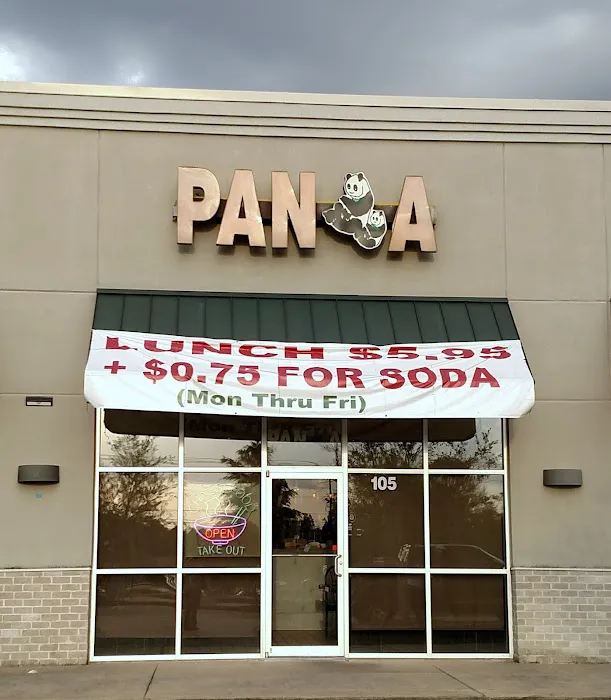 PAN A
LUNCH $5.95
+ $0.75 FOR SODA
(Mon Thru Fri)
105
OPEN
TAKE OUT